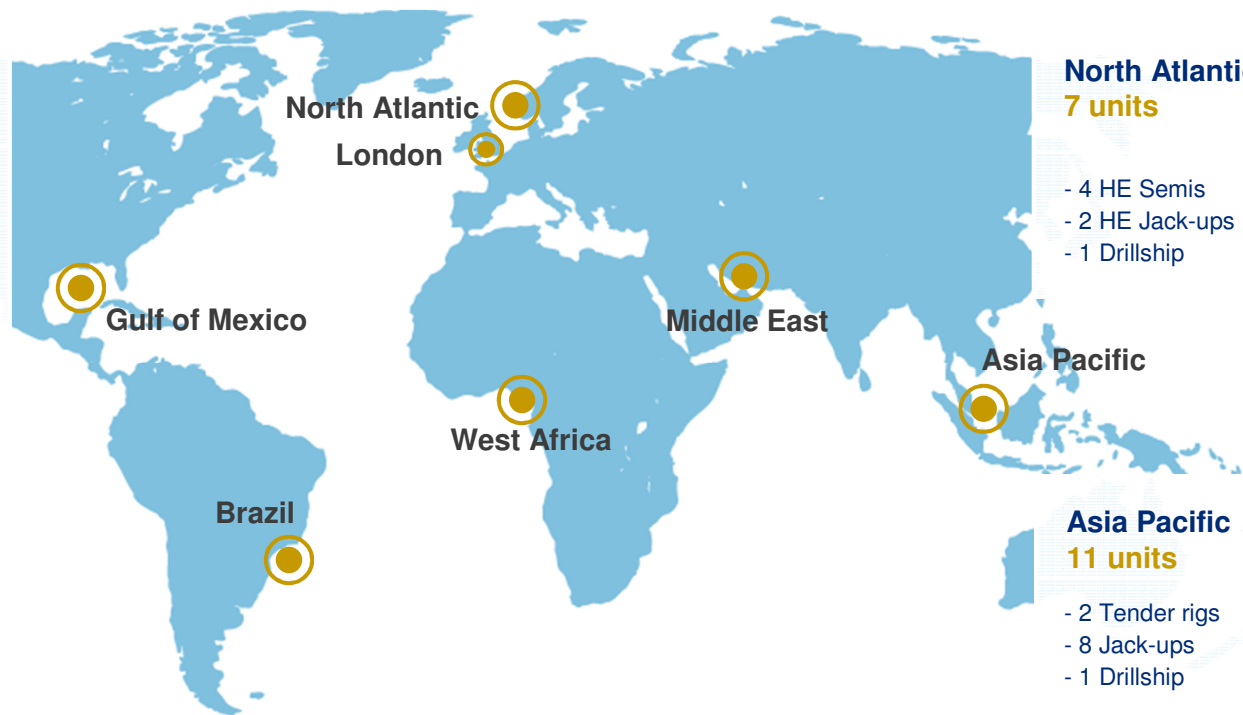 North Atlantic
London
Gulf of Mexico
Middle East
Asia Pacific
West Africa
Brazil
North Atlanti
7 units
- 4 HE Semis
- 2 HE Jack-ups
- 1 Drillship
Asia Pacific
11 units
- 2 Tender rigs
- 8 Jack-ups
- 1 Drillship